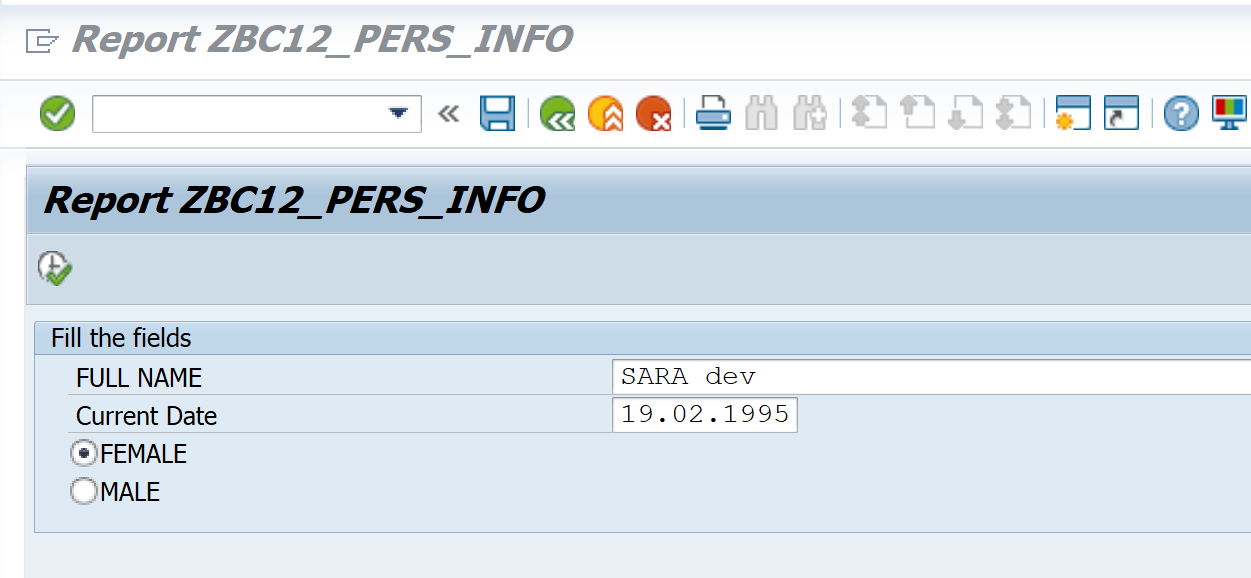 Report ZBC12_PERS_INFO
Report ZBC12_PERS_INFO
Fill the fields
FULL NAME SARA dev
Current Date 19.02.1995
FEMALE
MALE